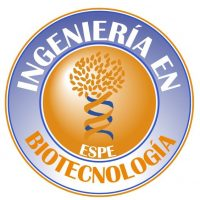 INGENIERÍA EN
ESPE
BIOTECNOLOGÍA